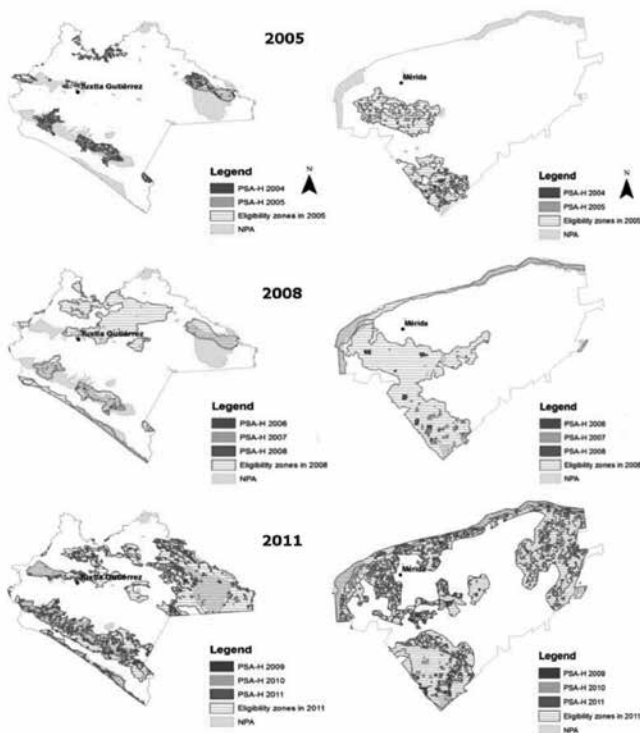 2005
Tuxtla Gutiérrez
Mérida
N
N
Legend
PSA-H 2004
PSA-H 2005
Eligibility zones in 2005
NPA
Legend
PSA-H 2004
PSA-H 2005
Eligibility zones in 2005
NPA
2008
Tuxtla Gutiérrez
Mérida
Legend
PSA-H 2006
PSA-H 2007
PSA-H 2008
Eligibility zones in 2008
NPA
Legend
PSA-H 2006
PSA-H 2007
PSA-H 2008
Eligibility zones in 2008
NPA
2011
Tuxtla Gutiérrez
Mérida
Legend
PSA-H 2009
PSA-H 2010
PSA-H 2011
Eligibility zones in 2011
NPA
Legend
PSA-H 2009
PSA-H 2010
PSA-H 2011
Eligibility zones in 2011
NPA